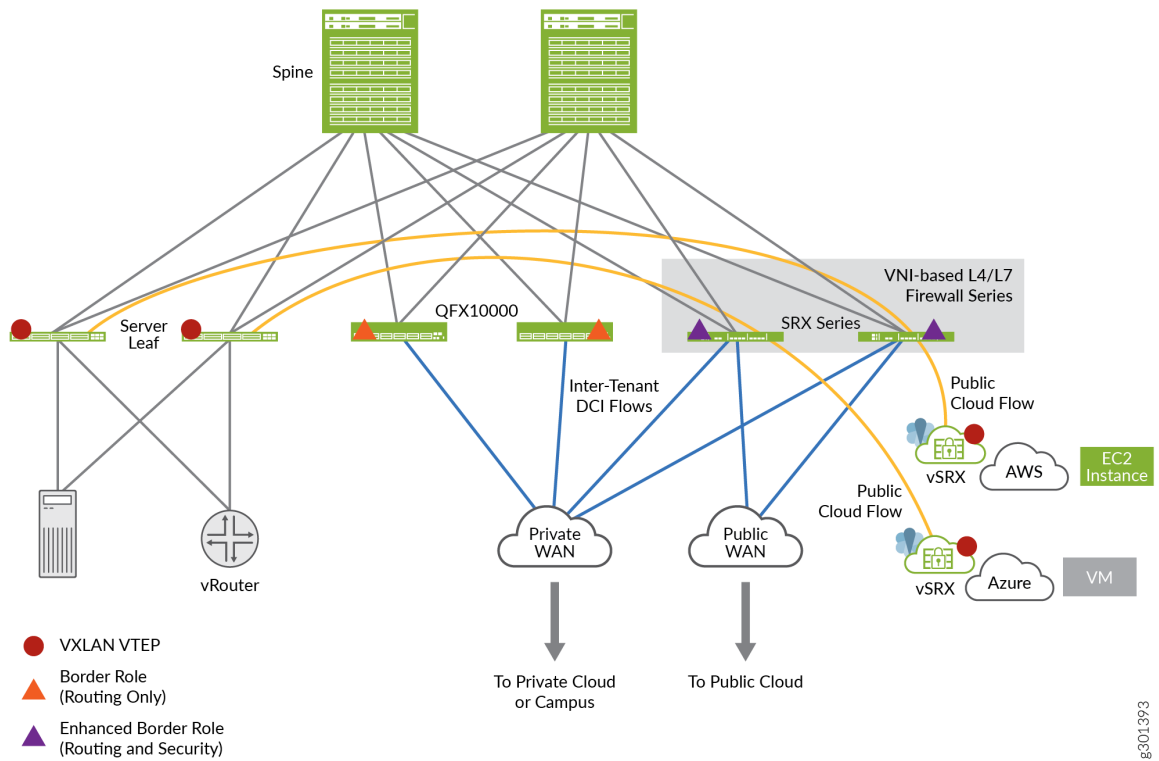 Spine
VNI-based L4/L7
Firewall Series
QFX10000
SRX Series
Server
Leaf
Inter-Tenant
DCI Flows
Public
Cloud Flow
vSRX
AWS
EC2
Instance
Public
Cloud Flow
Private
WAN
Public
WAN
vSRX
Azure
VM
vRouter
VXLAN VTEP
Border Role
(Routing Only)
Enhanced Border Role
(Routing and Security)
To Private Cloud
or Campus
To Public Cloud
g301393